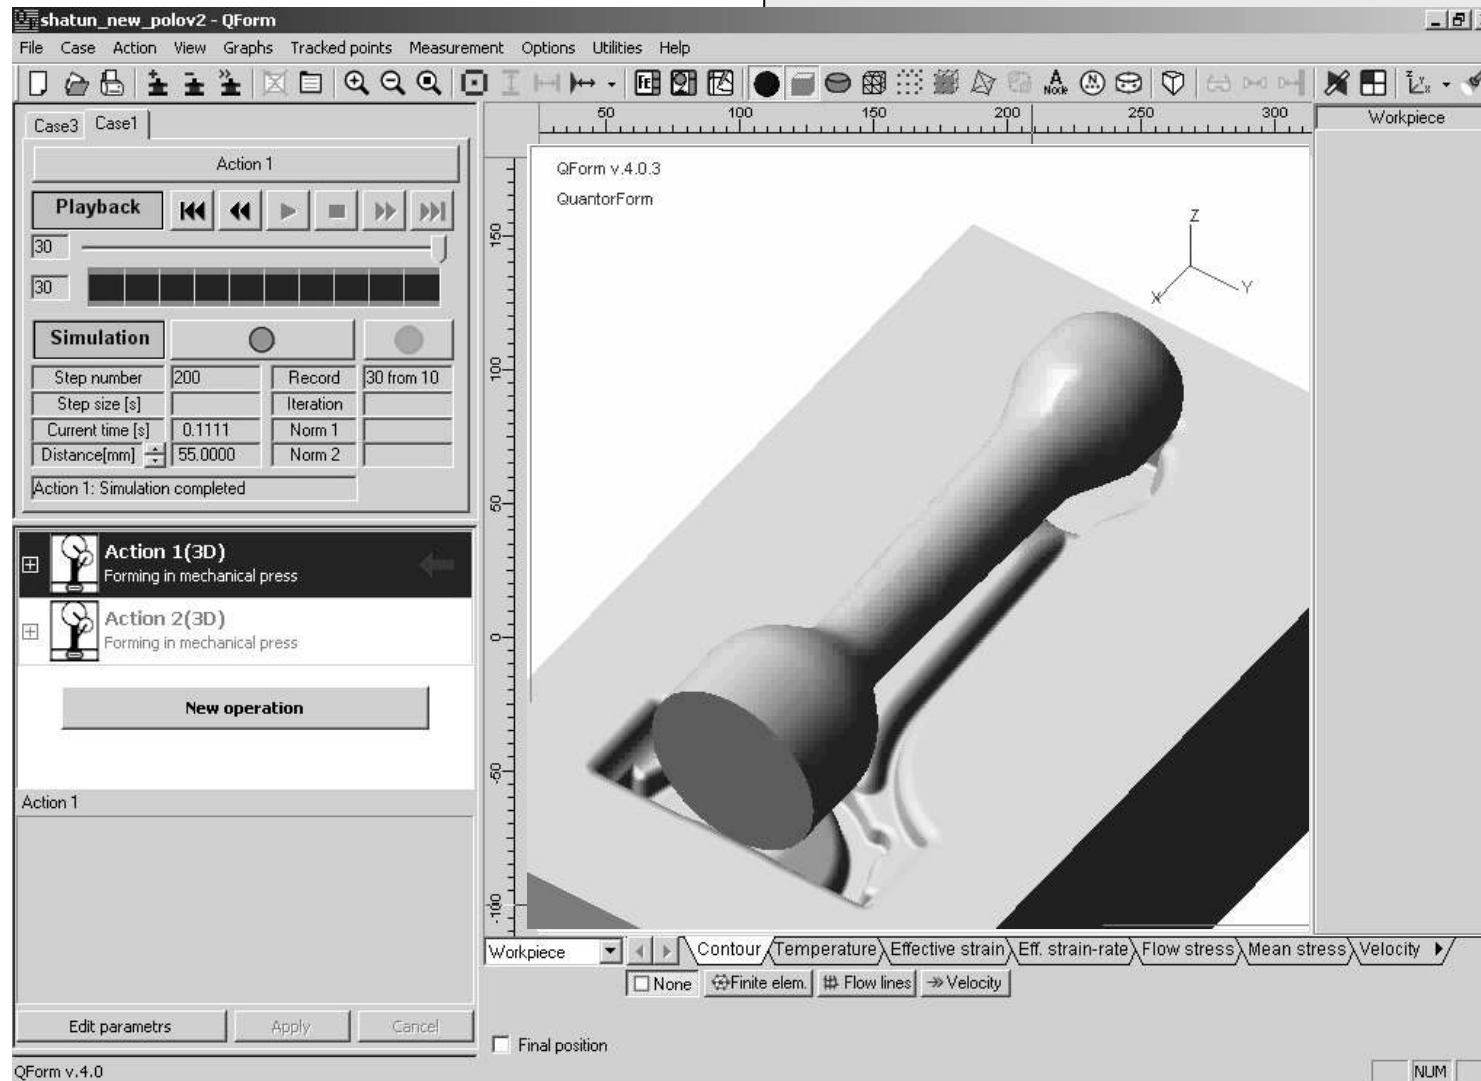 shatun_new_polov2 - QForm
File Case Action View Graphs Tracked points Measurement Options Utilities Help
FE A Node N Z Y X
Case3 Case1
Action 1
Playback
30
30
Simulation
Step number 200 Record 30 from 10
Step size [s] Iteration
Current time [s] 0.1111 Norm 1
Distance[mm] 55.0000 Norm 2
Action 1: Simulation completed
Action 1(3D)
Forming in mechanical press
Action 2(3D)
Forming in mechanical press
New operation
Action 1
Edit parametrs Apply Cancel
50 100 150 200 250 300
150
100
50
0
-50
-100
QForm v.4.0.3
QuantorForm
Z
Y
X
Workpiece
Workpiece Contour Temperature Effective strain Eff. strain-rate Flow stress Mean stress Velocity
None Finite elem. Flow lines Velocity
Final position
QForm v.4.0 NUM